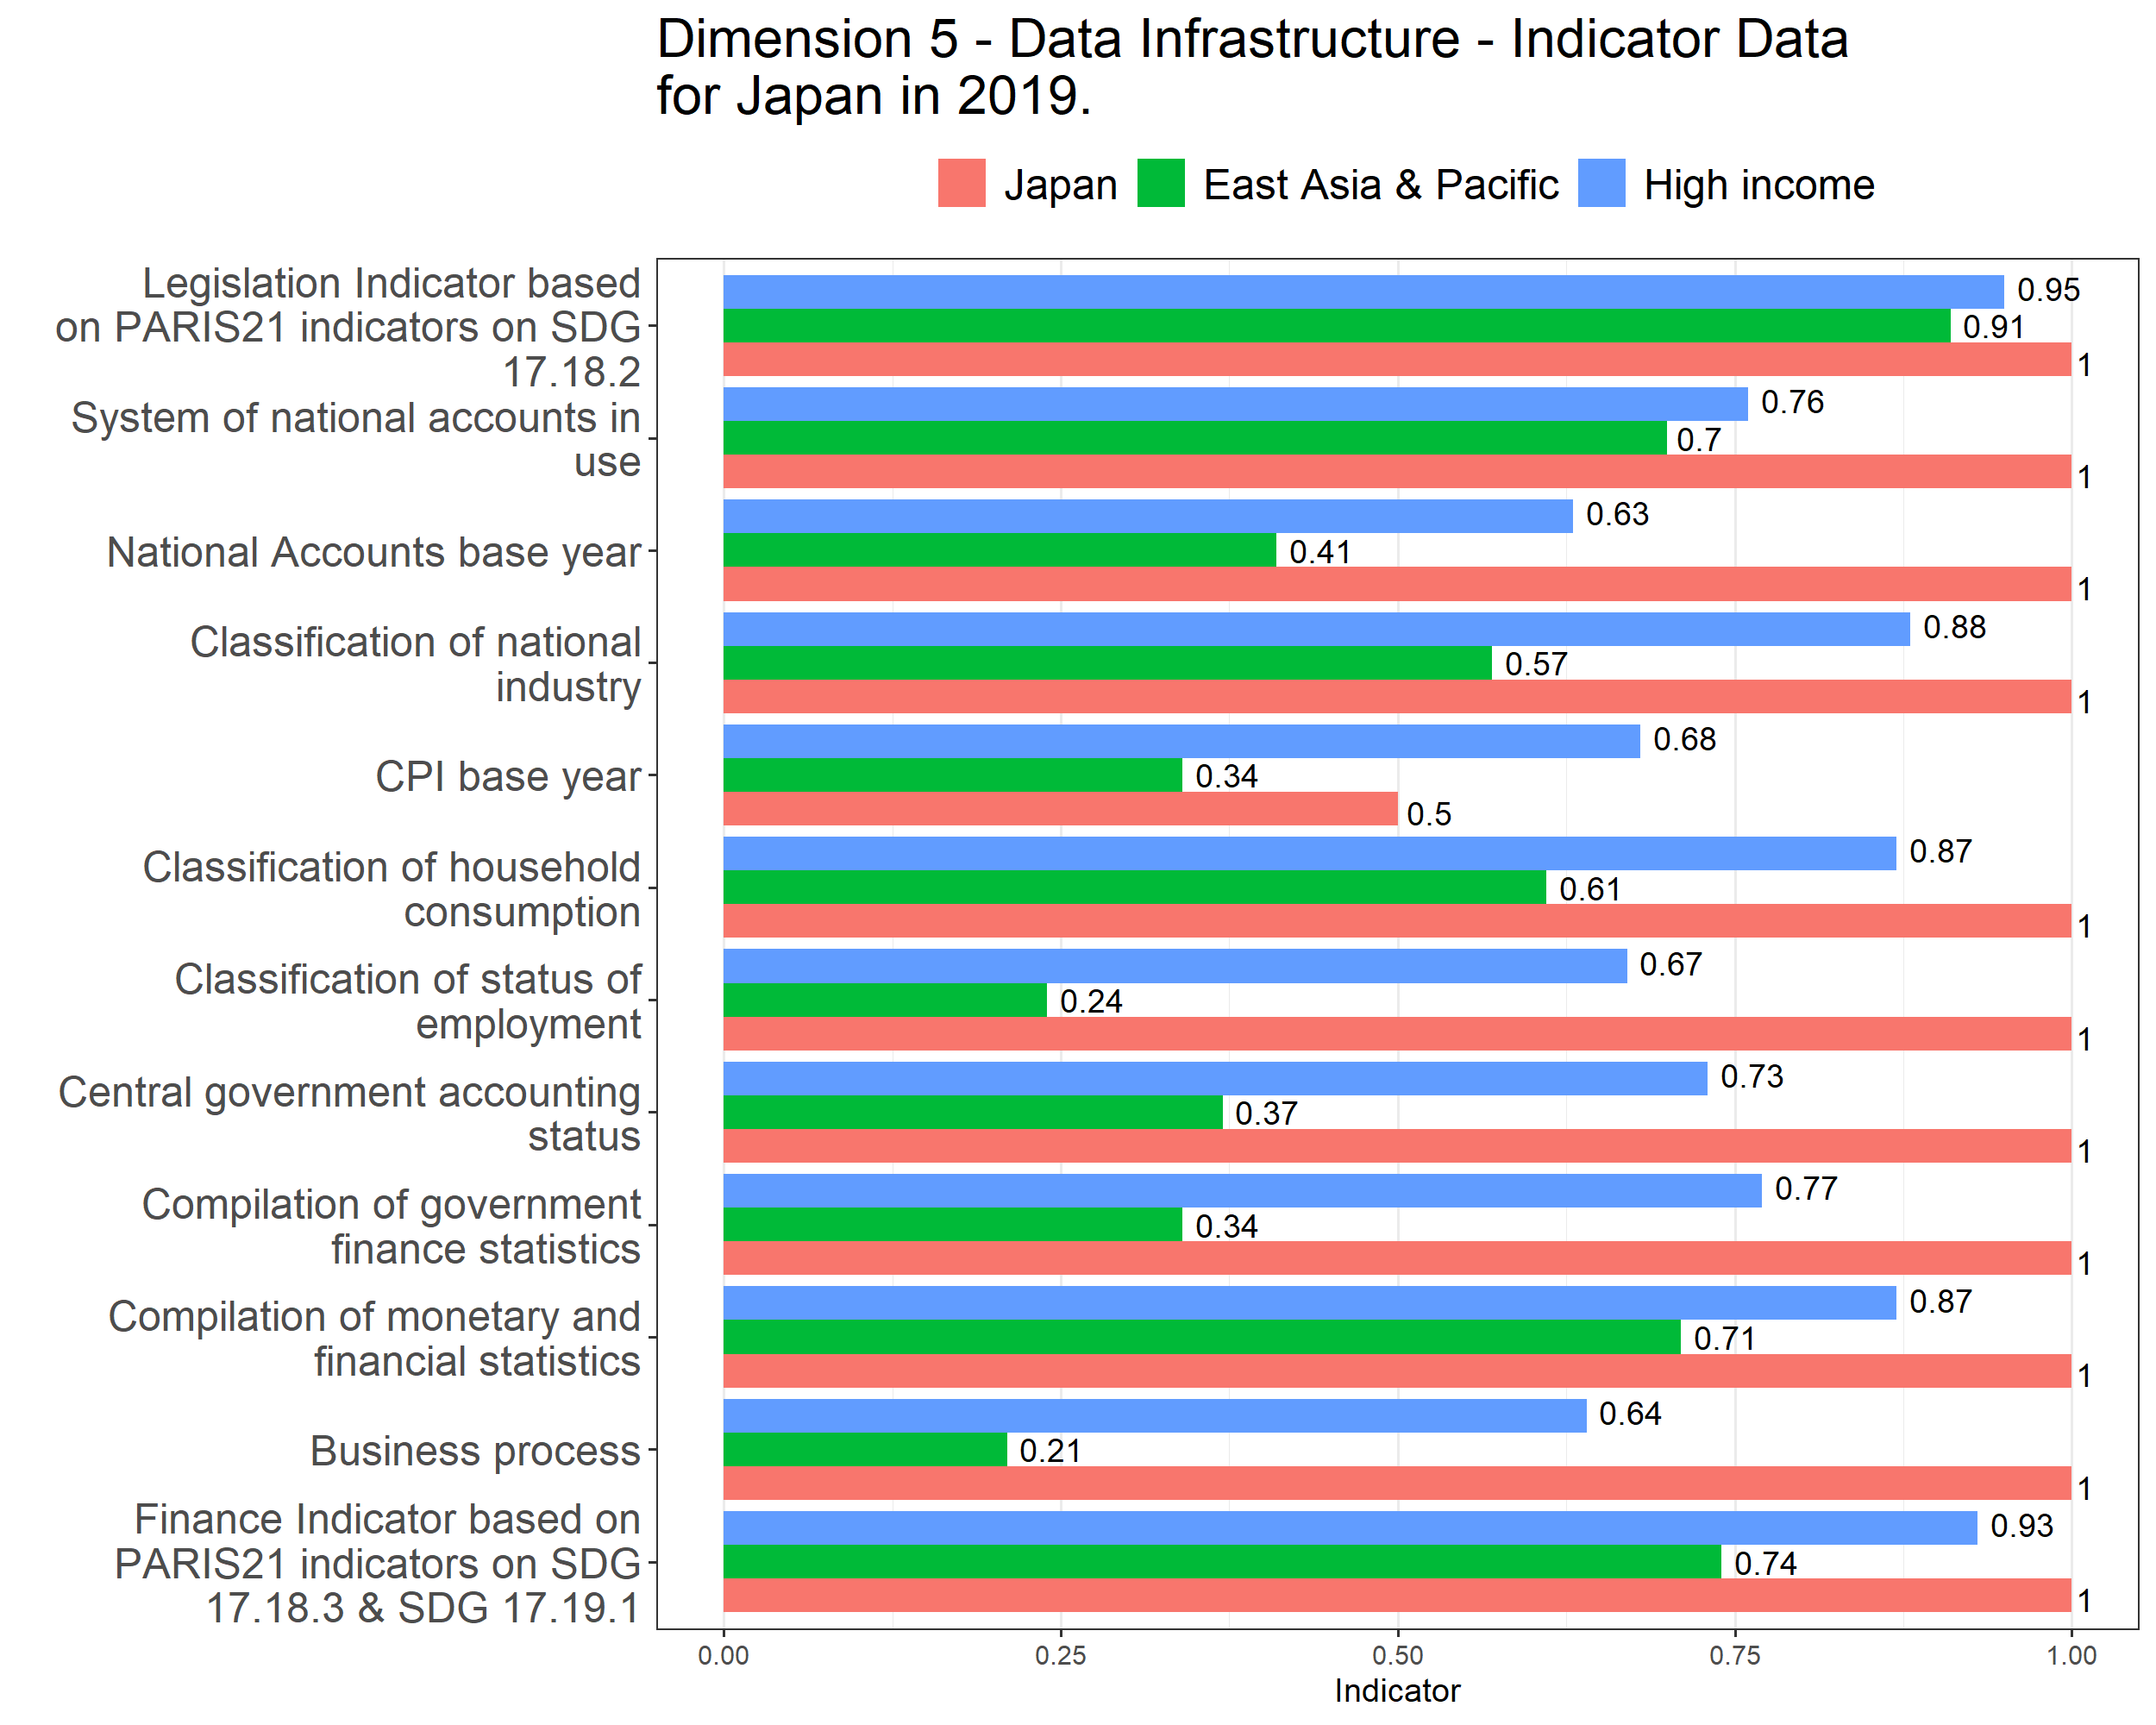 Dimension 5 - Data Infrastructure - Indicator Data
for Japan in 2019.
Japan
East Asia & Pacific
High income
Legislation Indicator based
on PARIS21 indicators on SDG
17.18.2
0.95
0.91
1
System of national accounts in
use
0.76
0.7
1
National Accounts base year
0.63
0.41
1
Classification of national
industry
0.88
0.57
1
CPI base year
0.68
0.34
0.5
Classification of household
consumption
0.87
0.61
1
Classification of status of
employment
0.67
0.24
1
Central government accounting
status
0.73
0.37
1
Compilation of government
finance statistics
0.77
0.34
1
Compilation of monetary and
financial statistics
0.87
0.71
1
Business process
0.64
0.21
1
Finance Indicator based on
PARIS21 indicators on SDG
17.18.3 & SDG 17.19.1
0.93
0.74
1
0.00
0.25
0.50
0.75
1.00
Indicator